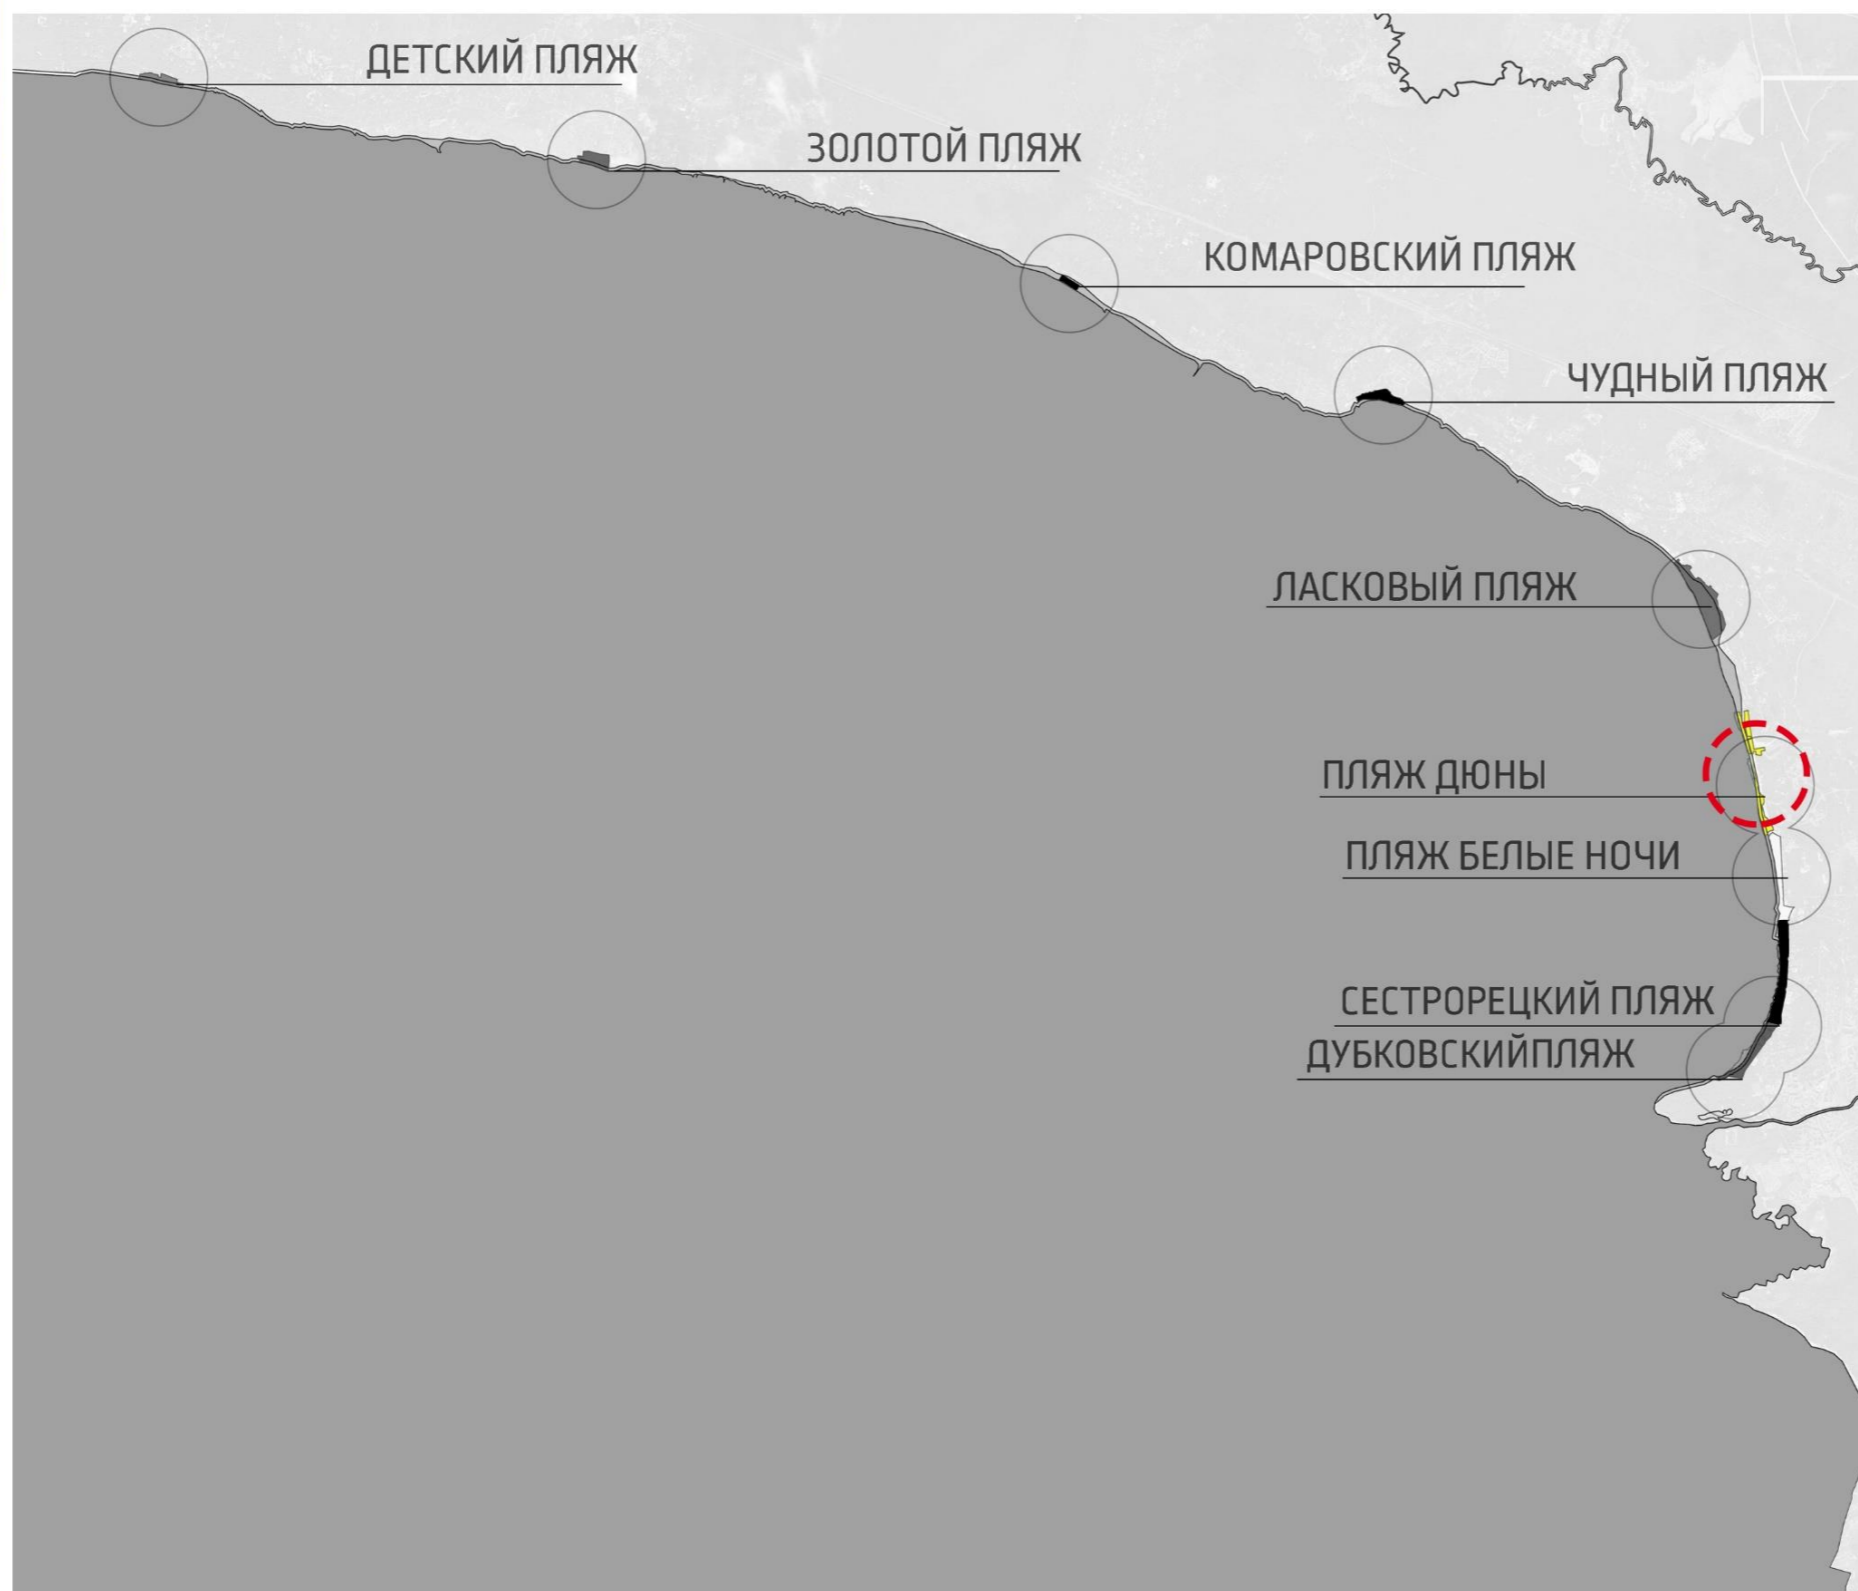 ДЕТСКИЙ ПЛЯЖ
ЗОЛОТОЙ ПЛЯЖ
КОМАРОВСКИЙ ПЛЯЖ
ЧУДНЫЙ ПЛЯЖ
ЛАСКОВЫЙ ПЛЯЖ
ПЛЯЖ ДЮНЫ
ПЛЯЖ БЕЛЫЕ НОЧИ
СЕСТРОРЕЦКИЙ ПЛЯЖ
ДУБКОВСКИЙПЛЯЖ